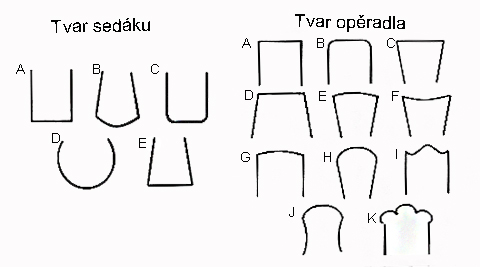 Tvar sedáku
A B C
D E
Tvar opěradla
A B C
D E F
G H I
J K